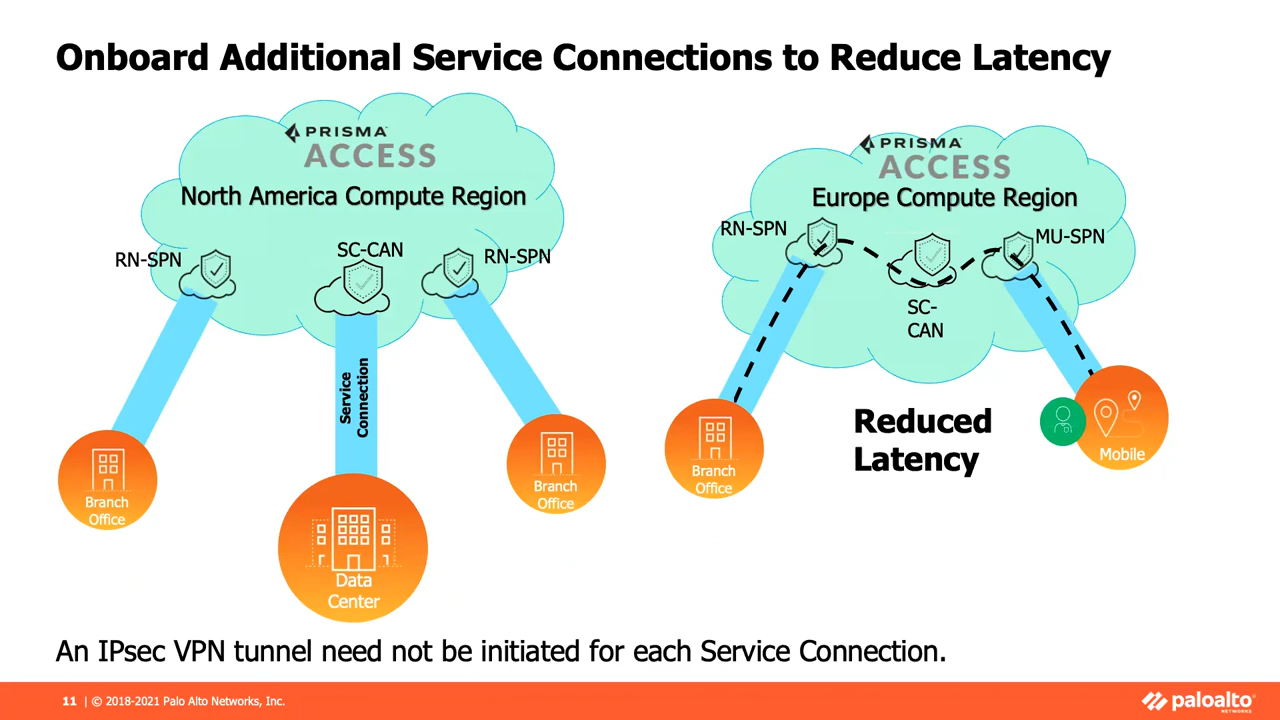 Onboard Additional Service Connections to Reduce Latency
PRISMA
ACCESS
North America Compute Region
RN-SPN
SC-CAN
RN-SPN
Service
Connection
Branch
Office
Data
Center
Branch
Office
PRISMA
ACCESS
Europe Compute Region
RN-SPN
MU-SPN
SC-
CAN
Branch
Office
Reduced
Latency
Mobile
An IPsec VPN tunnel need not be initiated for each Service Connection.
11 | © 2018-2021 Palo Alto Networks, Inc.
paloalto
NETWORKS